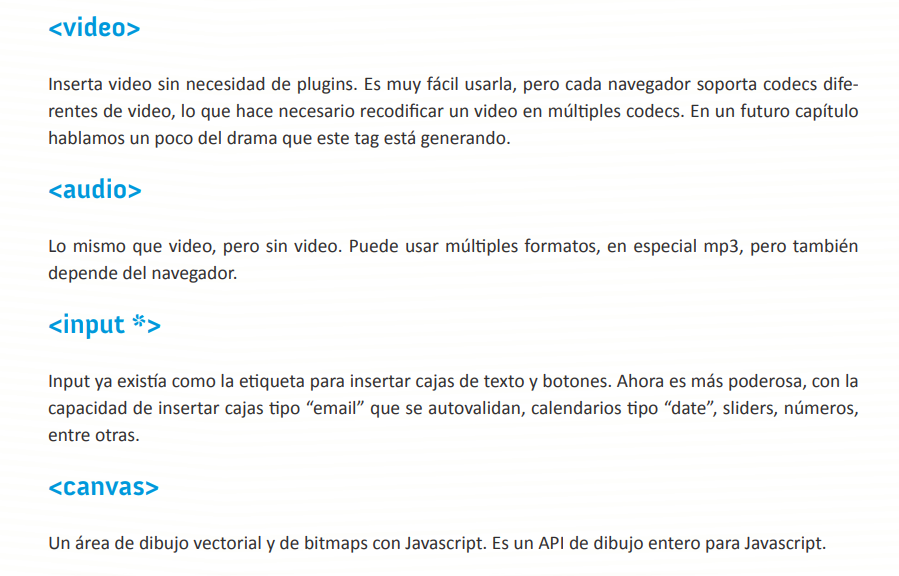 <video>
Inserta video sin necesidad de plugins. Es muy fácil usarla, pero cada navegador soporta codecs dife-
rentes de video, lo que hace necesario recodificar un video en múltiples codecs. En un futuro capítulo
hablamos un poco del drama que este tag está generando.
<audio>
Lo mismo que video, pero sin video. Puede usar múltiples formatos, en especial mp3, pero también
depende del navegador.
<input *>
Input ya existía como la etiqueta para insertar cajas de texto y botones. Ahora es más poderosa, con la
capacidad de insertar cajas tipo “email” que se autovalidan, calendarios tipo “date”, sliders, números,
entre otras.
<canvas>
Un área de dibujo vectorial y de bitmaps con Javascript. Es un API de dibujo entero para Javascript.